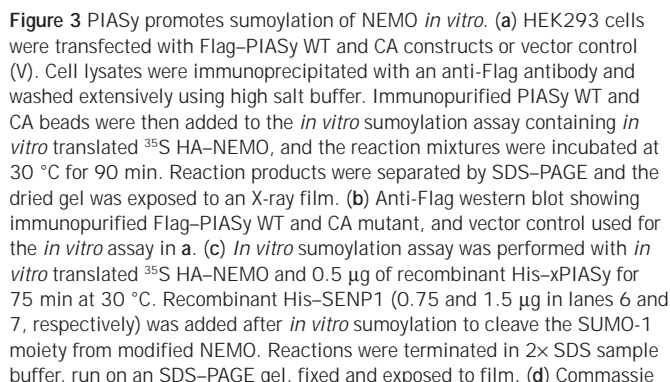 Figure 3 PIASy promotes sumoylation of NEMO in vitro. (a) HEK293 cells
were transfected with Flag–PIASy WT and CA constructs or vector control
(V). Cell lysates were immunoprecipitated with an anti-Flag antibody and
washed extensively using high salt buffer. Immunopurified PIASy WT and
CA beads were then added to the in vitro sumoylation assay containing in
vitro translated ³⁵S HA–NEMO, and the reaction mixtures were incubated at
30 °C for 90 min. Reaction products were separated by SDS–PAGE and the
dried gel was exposed to an X-ray film. (b) Anti-Flag western blot showing
immunopurified Flag–PIASy WT and CA mutant, and vector control used for
the in vitro assay in a. (c) In vitro sumoylation assay was performed with in
vitro translated ³⁵S HA–NEMO and 0.5 µg of recombinant His–xPIASy for
75 min at 30 °C. Recombinant His–SENP1 (0.75 and 1.5 µg in lanes 6 and
7, respectively) was added after in vitro sumoylation to cleave the SUMO-1
moiety from modified NEMO. Reactions were terminated in 2× SDS sample
buffer, run on an SDS–PAGE gel, fixed and exposed to film. (d) Commassie